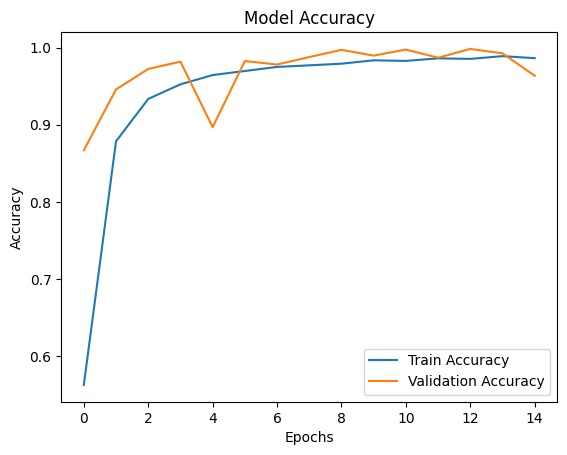 Model Accuracy
1.0
0.9
0.8
0.7
0.6
Accuracy
0 2 4 6 8 10 12 14
Epochs
Train Accuracy
Validation Accuracy